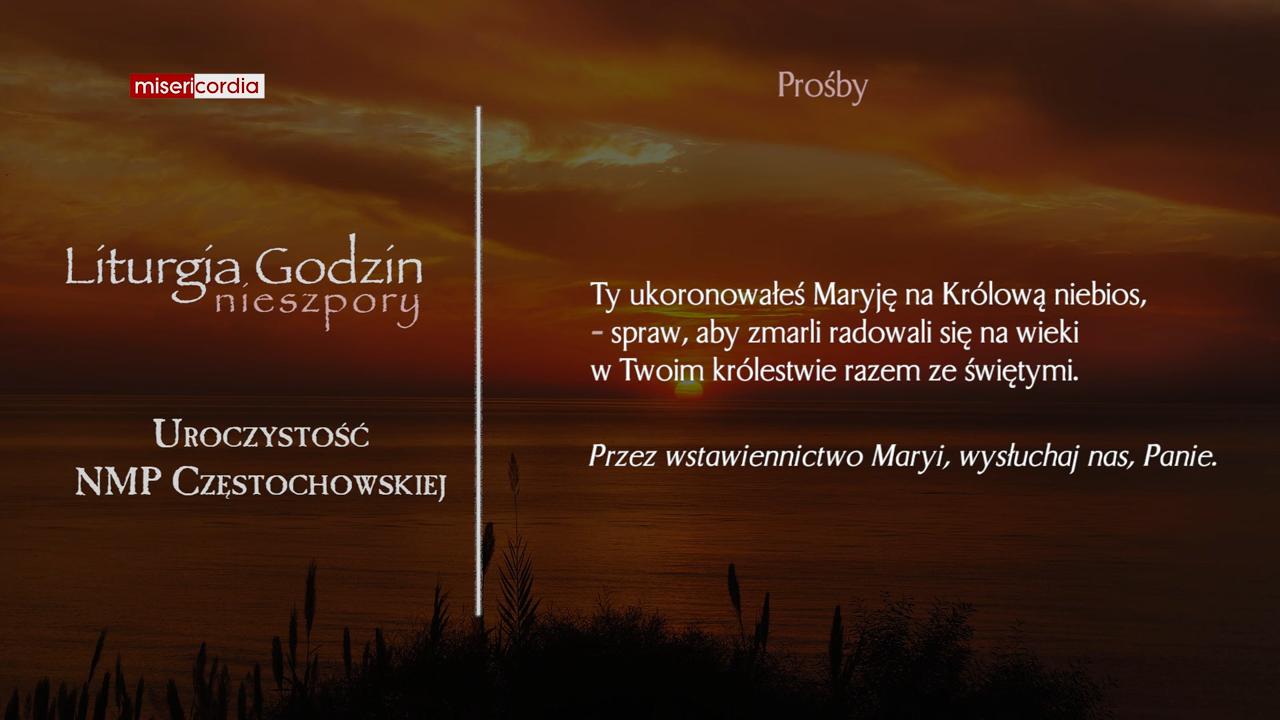 misericordia
Liturgia Godzin
nieszpory
Uroczystość
NMP Częstochowskiej
Prośby
Ty ukoronowałeś Maryję na Królową niebios,
- spraw, aby zmarli radowali się na wieki
w Twoim królestwie razem ze świętymi.
Przez wstawiennictwo Maryi, wysłuchaj nas, Panie.